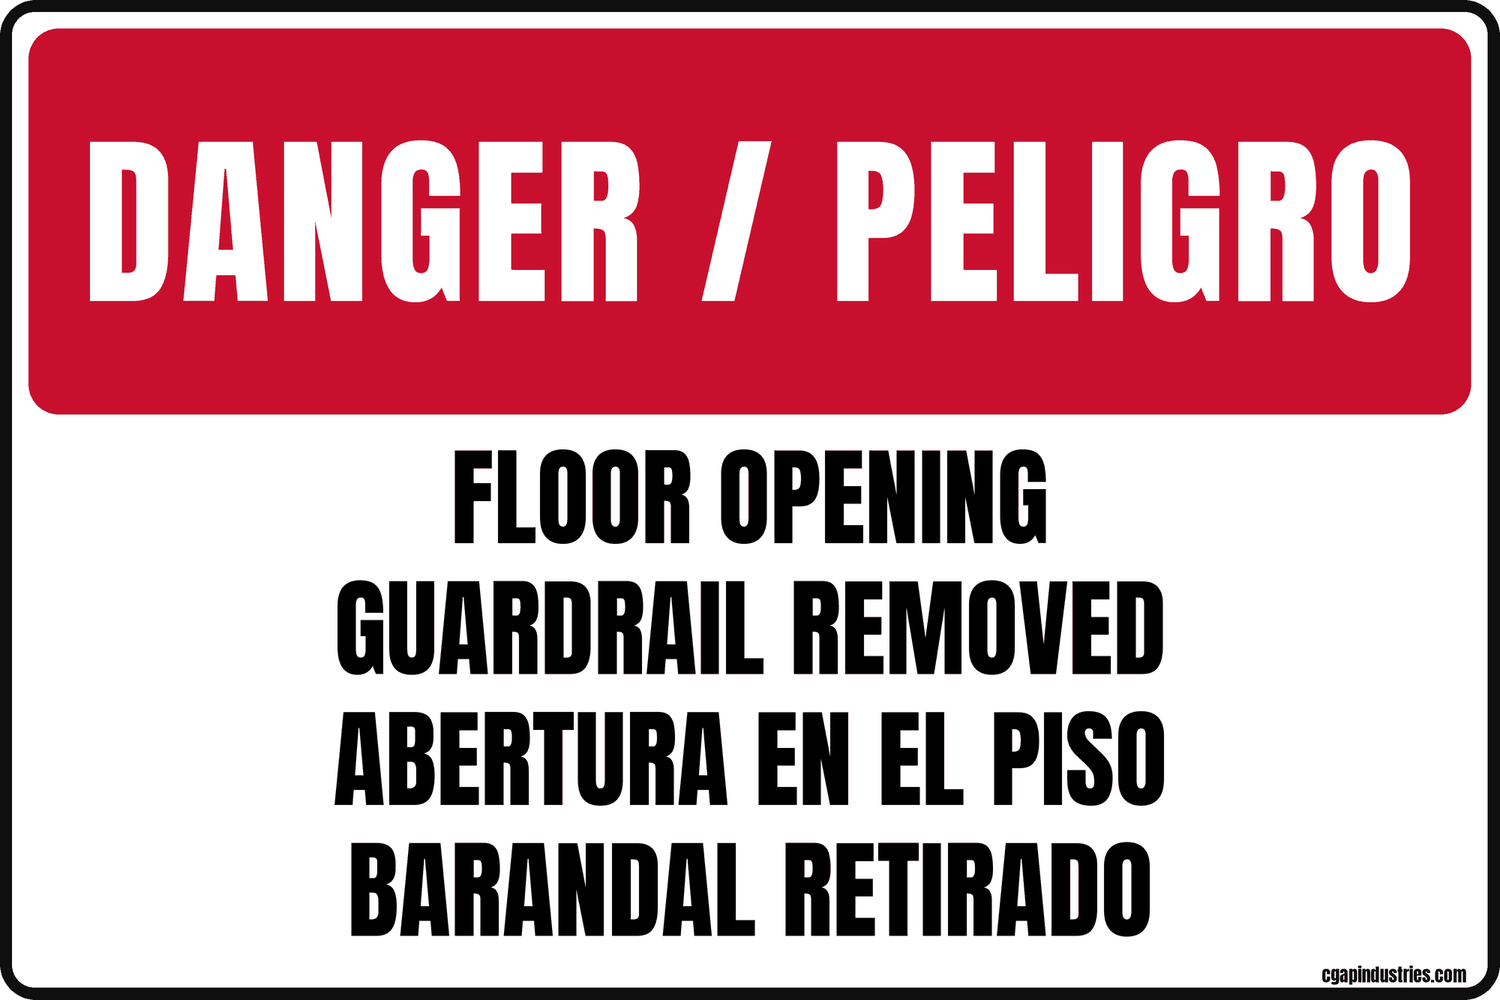 DANGER / PELIGRO
FLOOR OPENING
GUARDRAIL REMOVED
ABERTURA EN EL PISO
BARANDAL RETIRADO
cgapindustries.com